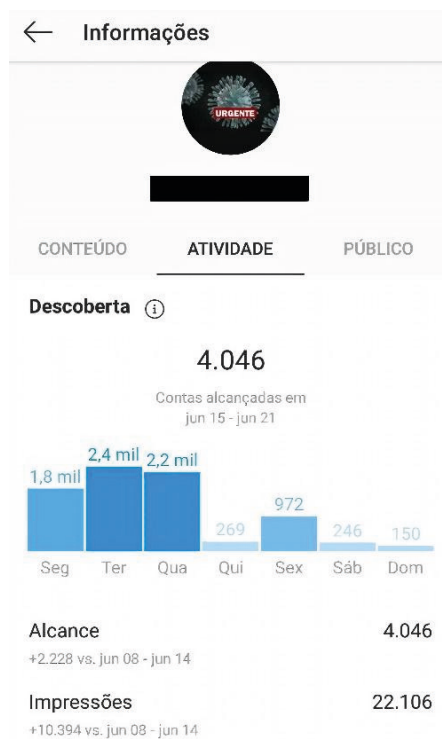 Informações
URGENTE
CONTEÚDO ATIVIDADE PÚBLICO
Descoberta
4.046
Contas alcançadas em
jun 15 - jun 21
1,8 mil 2,4 mil 2,2 mil 269 972 246 150
Seg Ter Qua Qui Sex Sáb Dom
Alcance 4.046
+2.228 vs. jun 08 - jun 14
Impressões 22.106
+10.394 vs. jun 08 - jun 14